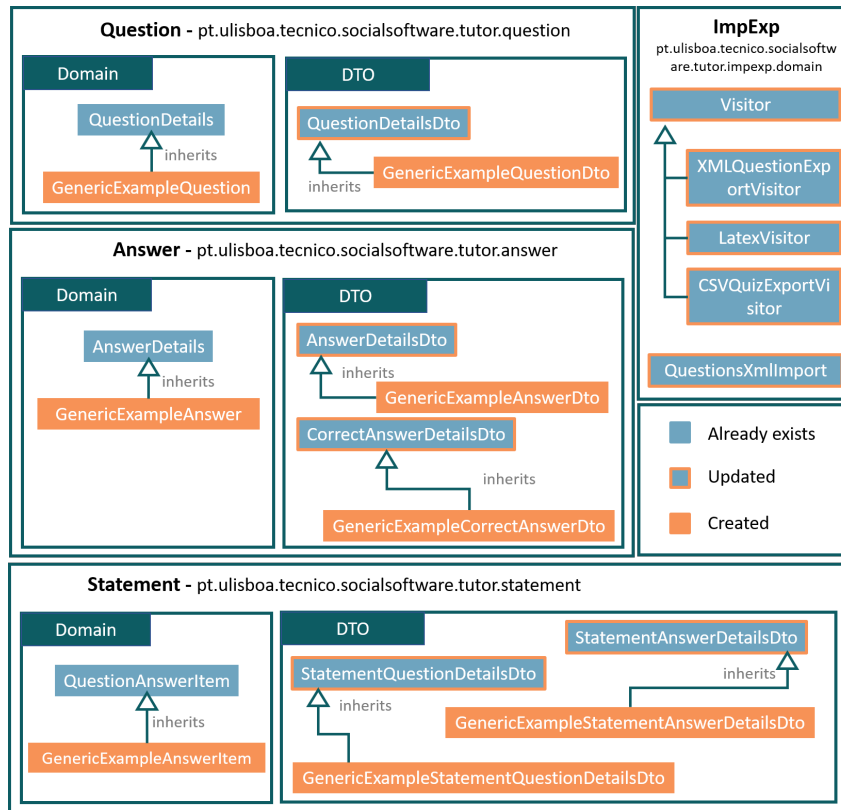 Question - pt.ulisboa.tecnico.socialsoftware.tutor.question
Domain
QuestionDetails
inherits
GenericExampleQuestion
DTO
QuestionDetailsDto
inherits
GenericExampleQuestionDto
ImpExp
pt.ulisboa.tecnico.socialsoftw
are.tutor.impexp.domain
Visitor
XMLQuestionExp
ortVisitor
LatexVisitor
CSVQuizExportVi
sitor
QuestionsXmlImport
Answer - pt.ulisboa.tecnico.socialsoftware.tutor.answer
Domain
AnswerDetails
inherits
GenericExampleAnswer
DTO
AnswerDetailsDto
inherits
GenericExampleAnswerDto
CorrectAnswerDetailsDto
inherits
GenericExampleCorrectAnswerDto
Already exists
Updated
Created
Statement - pt.ulisboa.tecnico.socialsoftware.tutor.statement
Domain
QuestionAnswerItem
inherits
GenericExampleAnswerItem
DTO
StatementAnswerDetailsDto
inherits
StatementQuestionDetailsDto
inherits
GenericExampleStatementAnswerDetailsDto
GenericExampleStatementQuestionDetailsDto